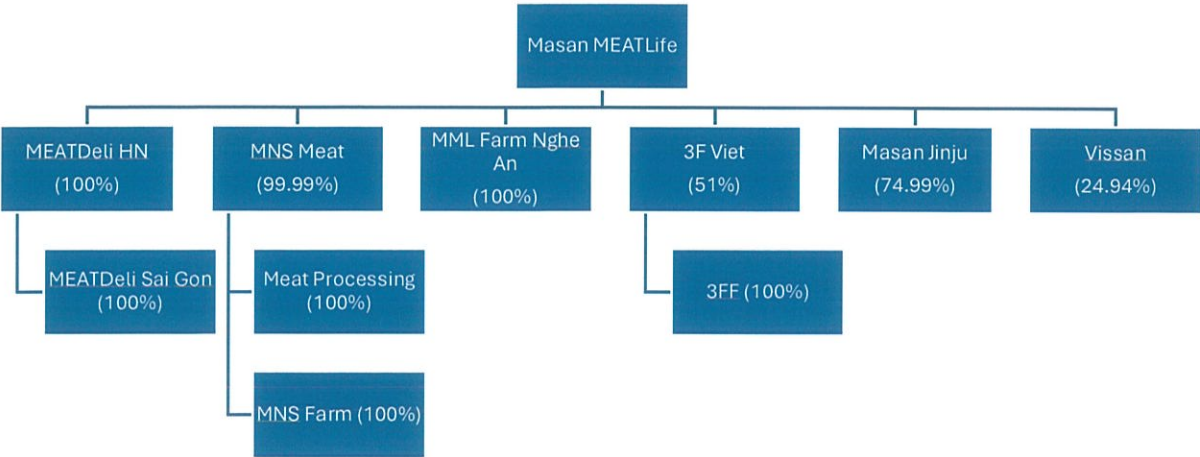 Masan MEATLife
MEATDeli HN
(100%)
MNS Meat
(99.99%)
MML Farm Nghe
An
(100%)
3F Viet
(51%)
Masan Jinju
(74.99%)
Vissan
(24.94%)
MEATDeli Sai Gon
(100%)
Meat Processing
(100%)
3FF (100%)
MNS Farm (100%)